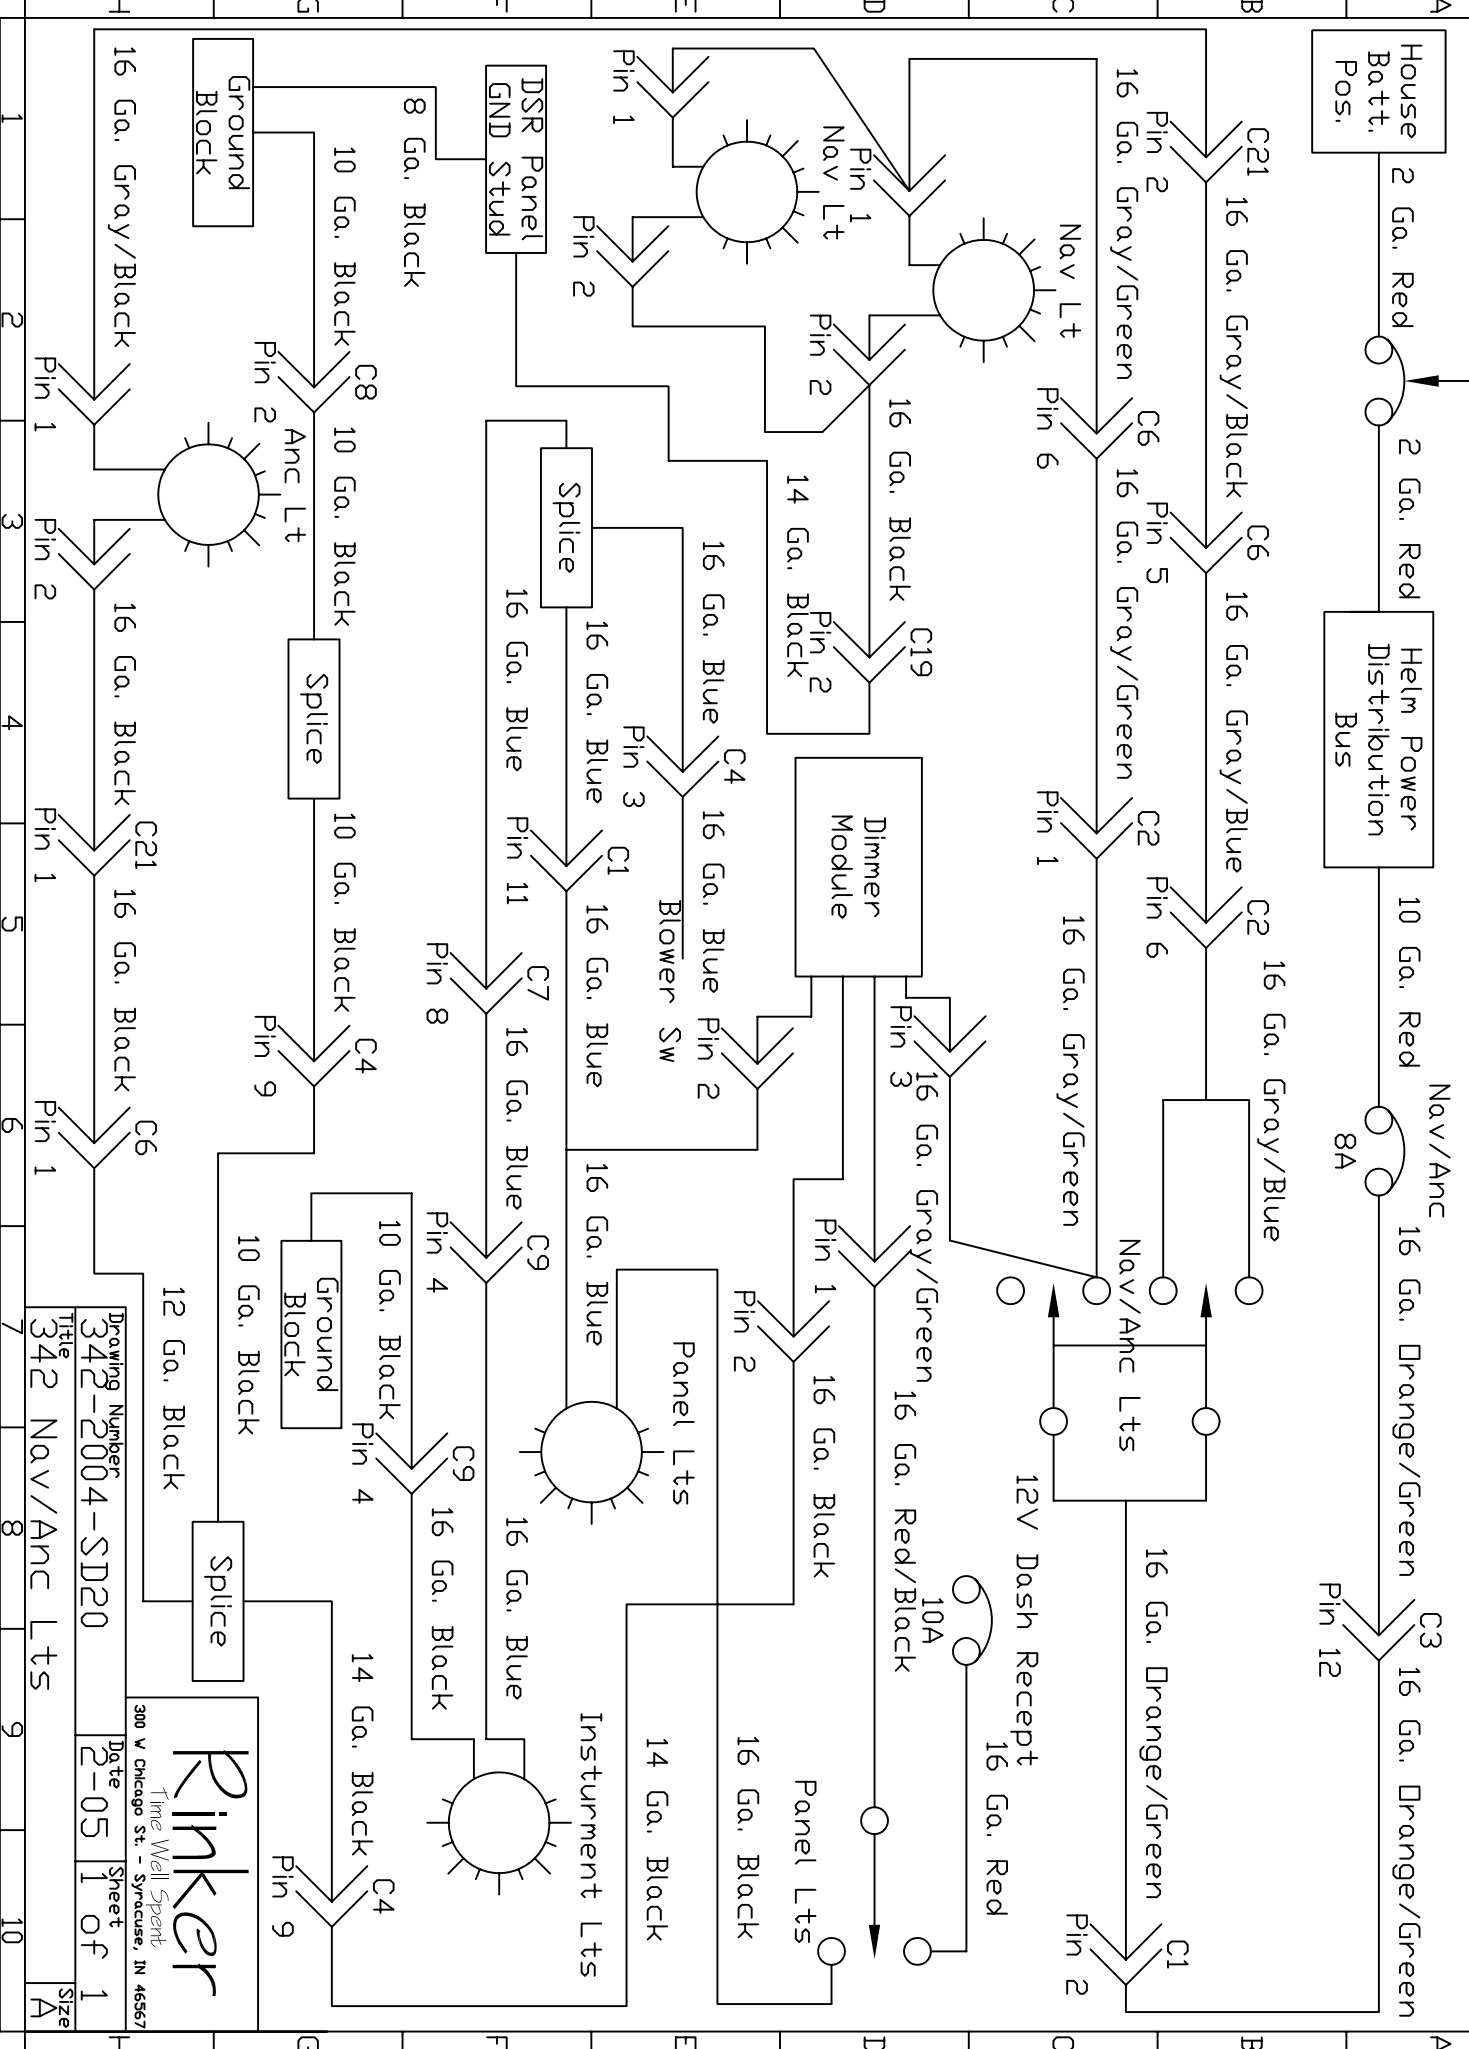 A
B
C
D
E
F
G
H
1
2
3
4
5
6
7
8
9
10
House
Batt.
Pos.
2 Ga. Red
2 Ga. Red
Helm Power
Distribution
Bus
10 Ga. Red
Nav/Anc
8A
16 Ga. Orange/Green
C3
Pin 12
16 Ga. Orange/Green
C21
Pin 2
16 Ga. Gray/Black
C6
Pin 5
16 Ga. Gray/Blue
C2
Pin 6
16 Ga. Gray/Blue
16 Ga. Gray/Green
C6
Pin 6
16 Ga. Gray/Green
C2
Pin 1
16 Ga. Gray/Green
Nav/Anc Lts
16 Ga. Orange/Green
C1
Pin 2
Nav Lt
Pin 1
Nav Lt
Pin 2
16 Ga. Black
C19
Pin 2
14 Ga. Black
Pin 1
Pin 2
Dimmer
Module
Pin 3
16 Ga. Gray/Green
Pin 1
16 Ga. Red/Black
12V Dash Recept
10A
16 Ga. Red
Panel Lts
Pin 2
16 Ga. Black
Pin 2
16 Ga. Black
14 Ga. Black
DSR Panel
GND Stud
8 Ga. Black
Splice
16 Ga. Blue
C4
Pin 3
16 Ga. Blue
Blower Sw
16 Ga. Blue
C1
Pin 11
16 Ga. Blue
16 Ga. Blue
Panel Lts
16 Ga. Blue
C7
Pin 8
16 Ga. Blue
C9
Pin 4
16 Ga. Blue
Insturment Lts
Ground
Block
10 Ga. Black
C9
Pin 4
16 Ga. Black
Ground
Block
10 Ga. Black
C8
Pin 2
10 Ga. Black
Splice
10 Ga. Black
C4
Pin 9
10 Ga. Black
Splice
14 Ga. Black
C4
Pin 9
16 Ga. Gray/Black
Pin 1
Anc Lt
Pin 2
16 Ga. Black
C21
Pin 1
16 Ga. Black
C6
Pin 1
12 Ga. Black
Rinker
Time Well Spent
300 W Chicago St. - Syracuse, IN 46567
Drawing Number
342-2004-SD20
Date
2-05
Sheet
1 of 1
Title
342 Nav/Anc Lts
Size
A
A
B
C
D
E
F
G
H